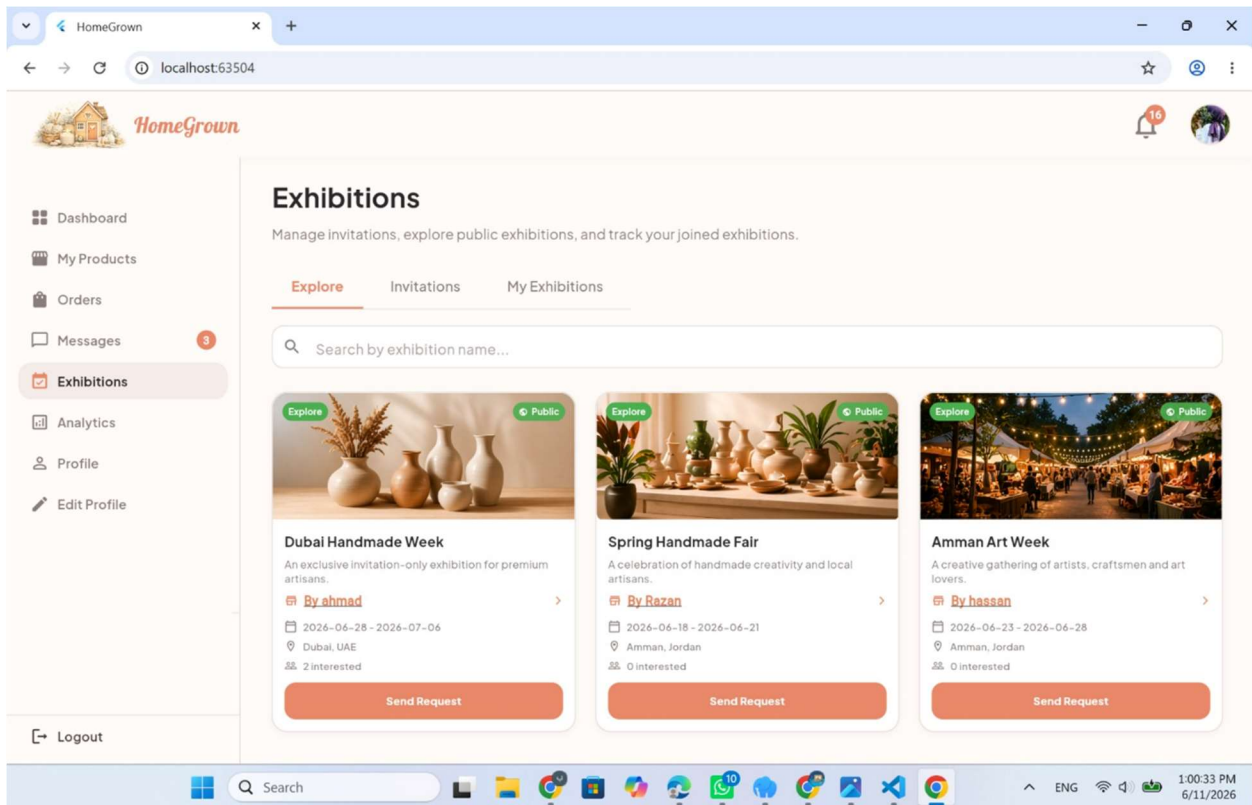 HomeGrown
localhost:63504
HomeGrown
16
Dashboard
My Products
Orders
Messages
3
Exhibitions
Analytics
Profile
Edit Profile
Logout
Exhibitions
Manage invitations, explore public exhibitions, and track your joined exhibitions.
Explore Invitations My Exhibitions
Search by exhibition name...
Explore Public
Dubai Handmade Week
An exclusive invitation-only exhibition for premium
artisans.
By ahmad
2026-06-28 - 2026-07-06
Dubai, UAE
2 interested
Send Request
Explore Public
Spring Handmade Fair
A celebration of handmade creativity and local
artisans.
By Razan
2026-06-18 - 2026-06-21
Amman, Jordan
0 interested
Send Request
Explore Public
Amman Art Week
A creative gathering of artists, craftsmen and art
lovers.
By hassan
2026-06-23 - 2026-06-28
Amman, Jordan
0 interested
Send Request
Search
10
ENG
1:00:33 PM
6/11/2026